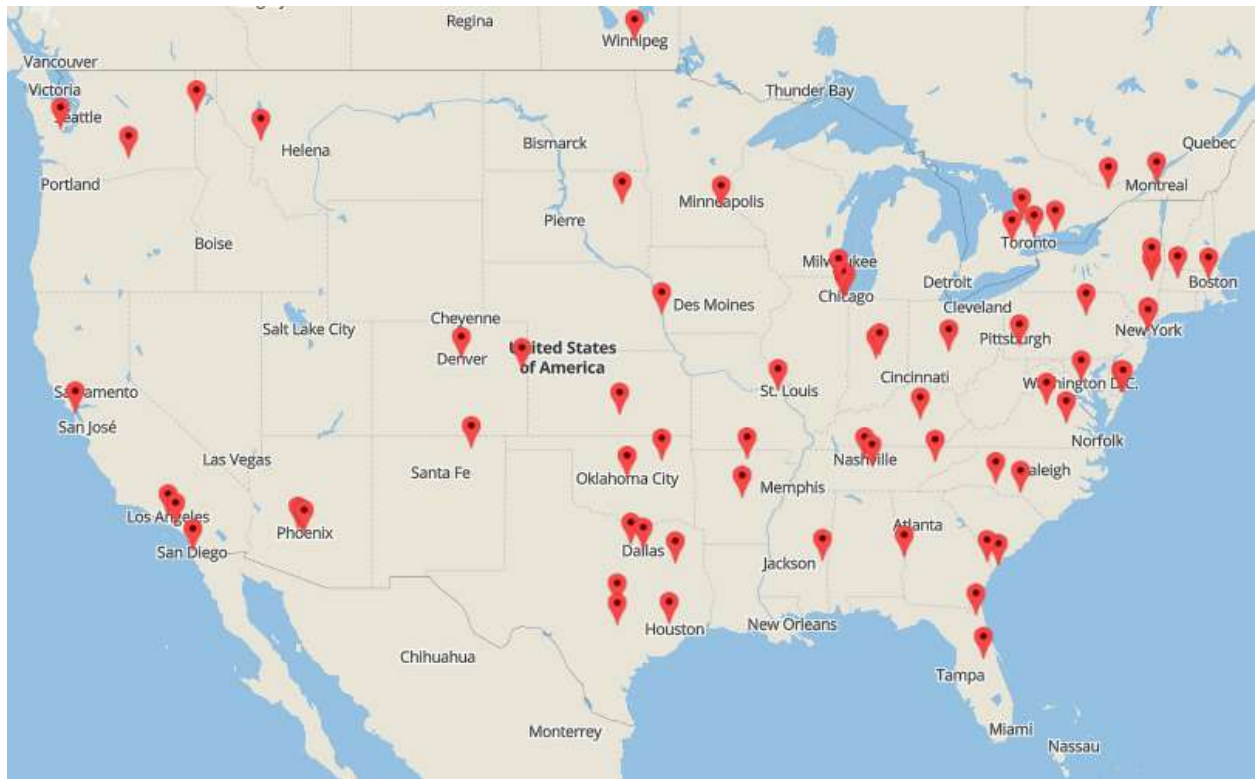 Regina
Winnipeg
Vancouver
Victoria
Thunder Bay
Quebec
Bismarck
Helena
Montreal
Portland
Minneapolis
Pierre
Boise
Toronto
Milwaukee
Detroit
Boston
Chicago
Des Moines
Cleveland
Cheyenne
Salt Lake City
New York
Pittsburgh
United States
of America
Denver
Cincinnati
Washington D.C.
Sacramento
St. Louis
San José
Norfolk
Las Vegas
Nashville
Santa Fe
Oklahoma City
Memphis
Los Angeles
Atlanta
Phoenix
San Diego
Dallas
Jackson
New Orleans
Houston
Chihuahua
Tampa
Monterrey
Miami
Nassau